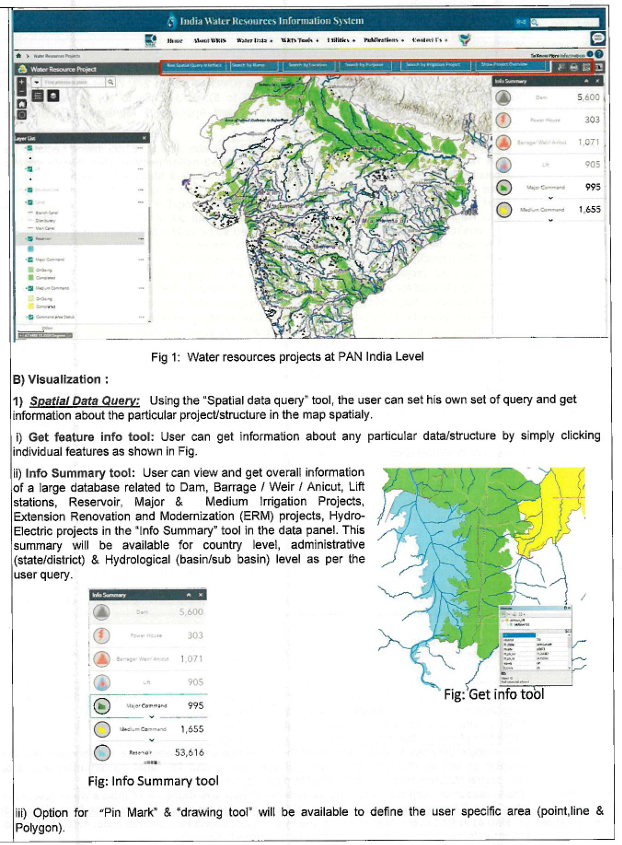 India Water Resources Information System
Home About WRIS Water Data WRIS Tools Utilities Publications Contact Us
Water Resources Projects
Water Resource Project
Search by Name Search by Location Search by Purpose Search by Irrigation Project Show Project Overview
Layer List
Branch Canal
Distributary
Main Canal
Reservoir
Major Command
OnGoing
Completed
Medium Command
OnGoing
Completed
Command Area Status
Info Summary
Dam 5,600
Power House 303
Barrage/ Weir/ Anicut 1,071
Lift 905
Major Command 995
Medium Command 1,655
Fig 1: Water resources projects at PAN India Level
B) Visualization :
1) Spatial Data Query: Using the "Spatial data query" tool, the user can set his own set of query and get
information about the particular project/structure in the map spatialy.
i) Get feature info tool: User can get information about any particular data/structure by simply clicking
individual features as shown in Fig.
ii) Info Summary tool: User can view and get overall information
of a large database related to Dam, Barrage / Weir / Anicut, Lift
stations, Reservoir, Major & Medium Irrigation Projects,
Extension Renovation and Modernization (ERM) projects, Hydro-
Electric projects in the "Info Summary" tool in the data panel. This
summary will be available for country level, administrative
(state/district) & Hydrological (basin/sub basin) level as per the
user query.
Info Summary
Dam 5,600
Power House 303
Barrage/ Weir/ Anicut 1,071
Lift 905
Major Command 995
Medium Command 1,655
Reservoir 53,616
Fig: Info Summary tool
Fig: Get info tool
iii) Option for "Pin Mark" & "drawing tool" will be available to define the user specific area (point,line &
Polygon).